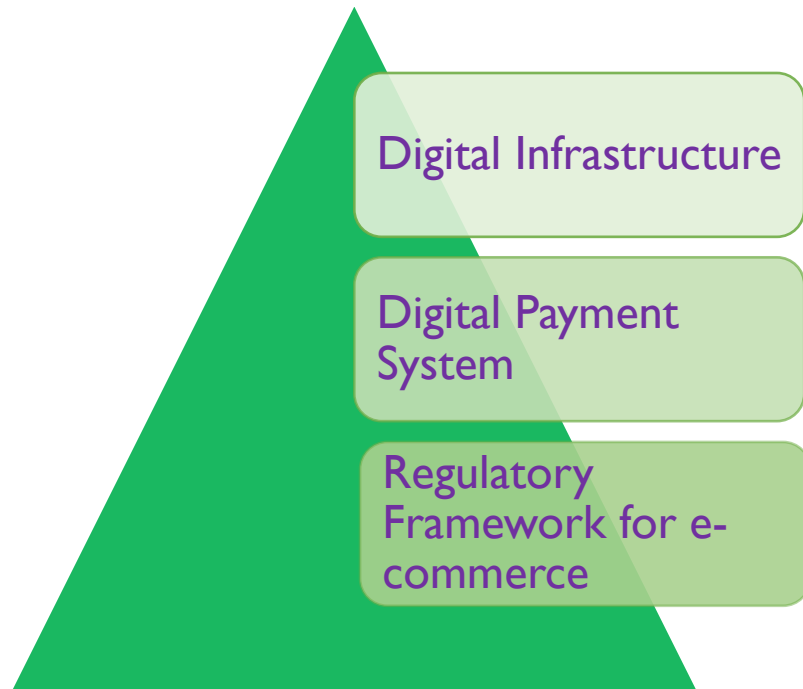 Digital Infrastructure
Digital Payment
System
Regulatory
Framework for e-
commerce